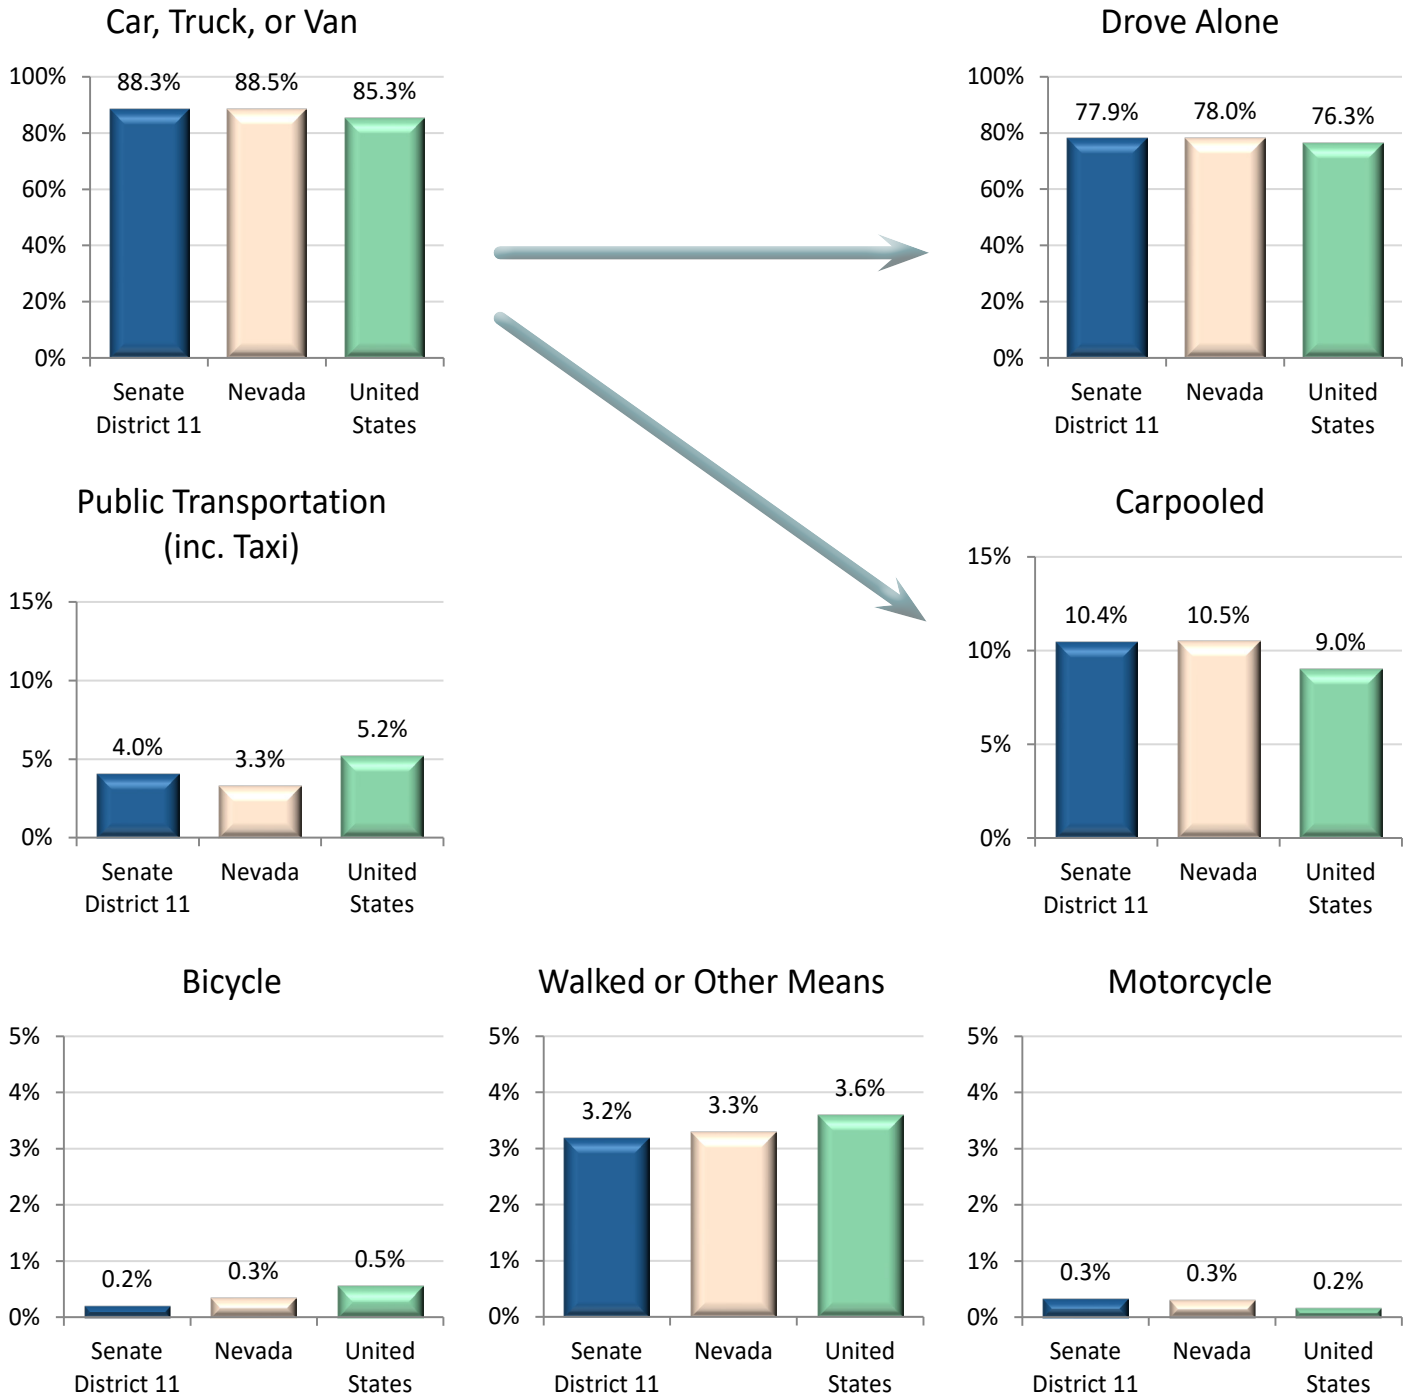 Car, Truck, or Van
100%
80%
60%
40%
20%
0%
88.3%
88.5%
85.3%
Senate
District 11
Nevada
United
States
Drove Alone
100%
80%
60%
40%
20%
0%
77.9%
78.0%
76.3%
Senate
District 11
Nevada
United
States
Public Transportation
(inc. Taxi)
15%
10%
5%
0%
4.0%
3.3%
5.2%
Senate
District 11
Nevada
United
States
Carpooled
15%
10%
5%
0%
10.4%
10.5%
9.0%
Senate
District 11
Nevada
United
States
Bicycle
5%
4%
3%
2%
1%
0%
0.2%
0.3%
0.5%
Senate
District 11
Nevada
United
States
Walked or Other Means
5%
4%
3%
2%
1%
0%
3.2%
3.3%
3.6%
Senate
District 11
Nevada
United
States
Motorcycle
5%
4%
3%
2%
1%
0%
0.3%
0.3%
0.2%
Senate
District 11
Nevada
United
States